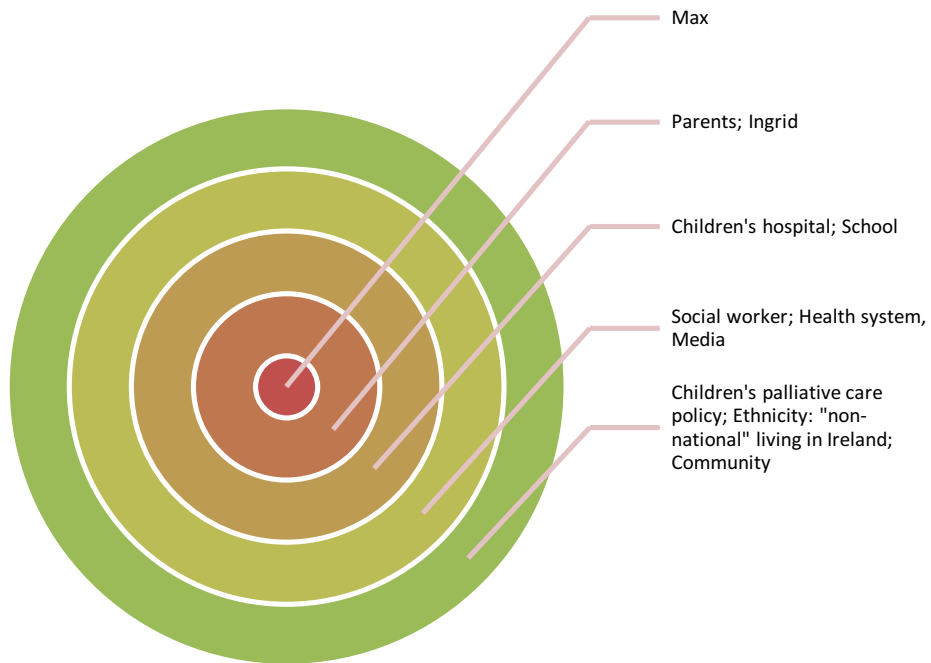 Max
Parents; Ingrid
Children's hospital; School
Social worker; Health system,
Media
Children's palliative care
policy; Ethnicity: "non-
national" living in Ireland;
Community